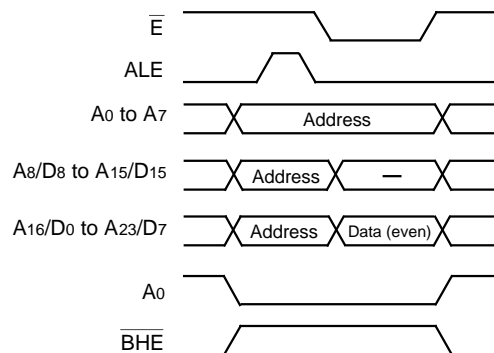 E
ALE
A0 to A7
Address
A8/D8 to A15/D15
Address
—
A16/D0 to A23/D7
Address
Data (even)
A0
BHE